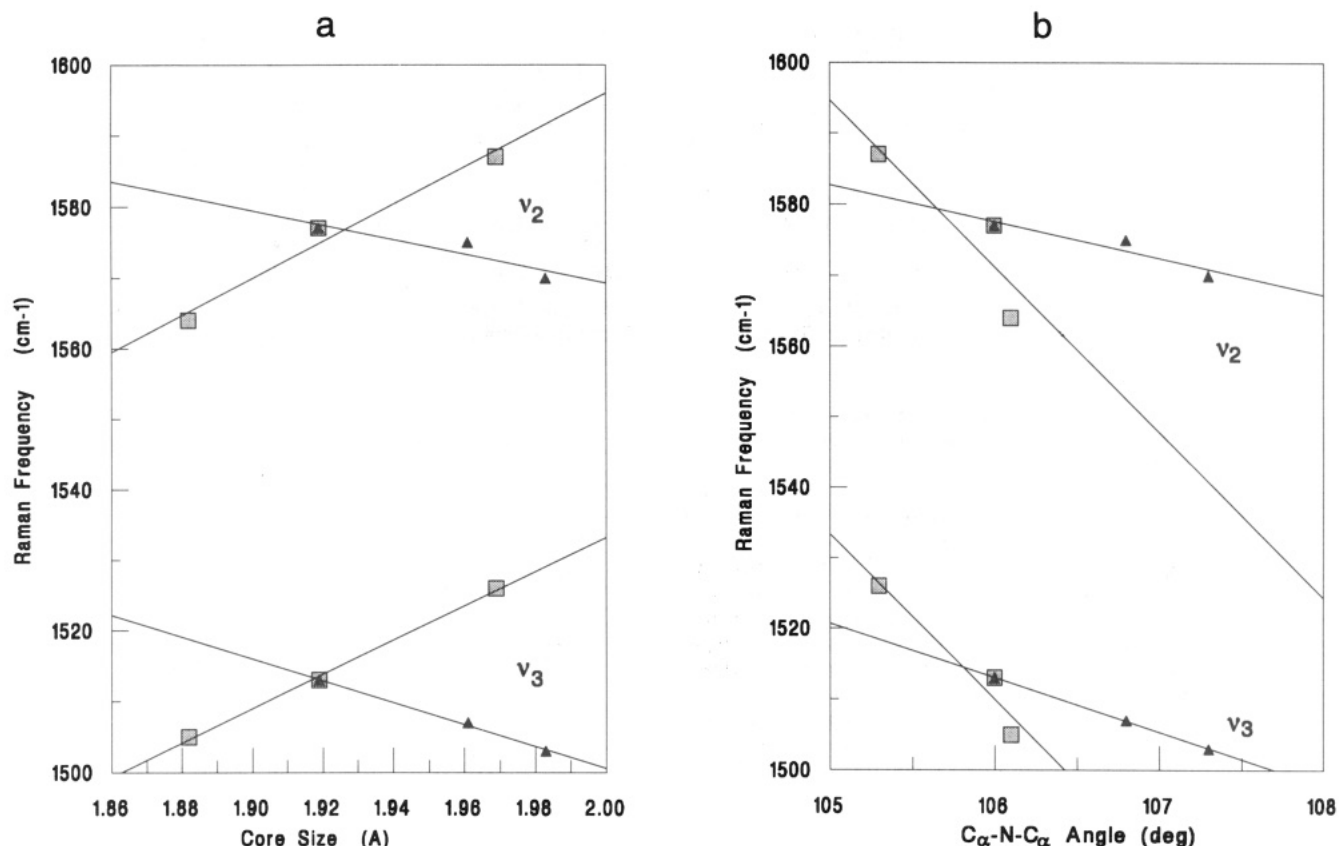 a
1600
1580
1560
1540
1520
1500
Raman Frequency (cm-1)
ν2
ν3
1.86 1.88 1.90 1.92 1.94 1.96 1.98 2.00
Core Size (A)
b
1600
1580
1560
1540
1520
1500
Raman Frequency (cm-1)
ν2
ν3
105 106 107 108
Cα-N-Cα Angle (deg)